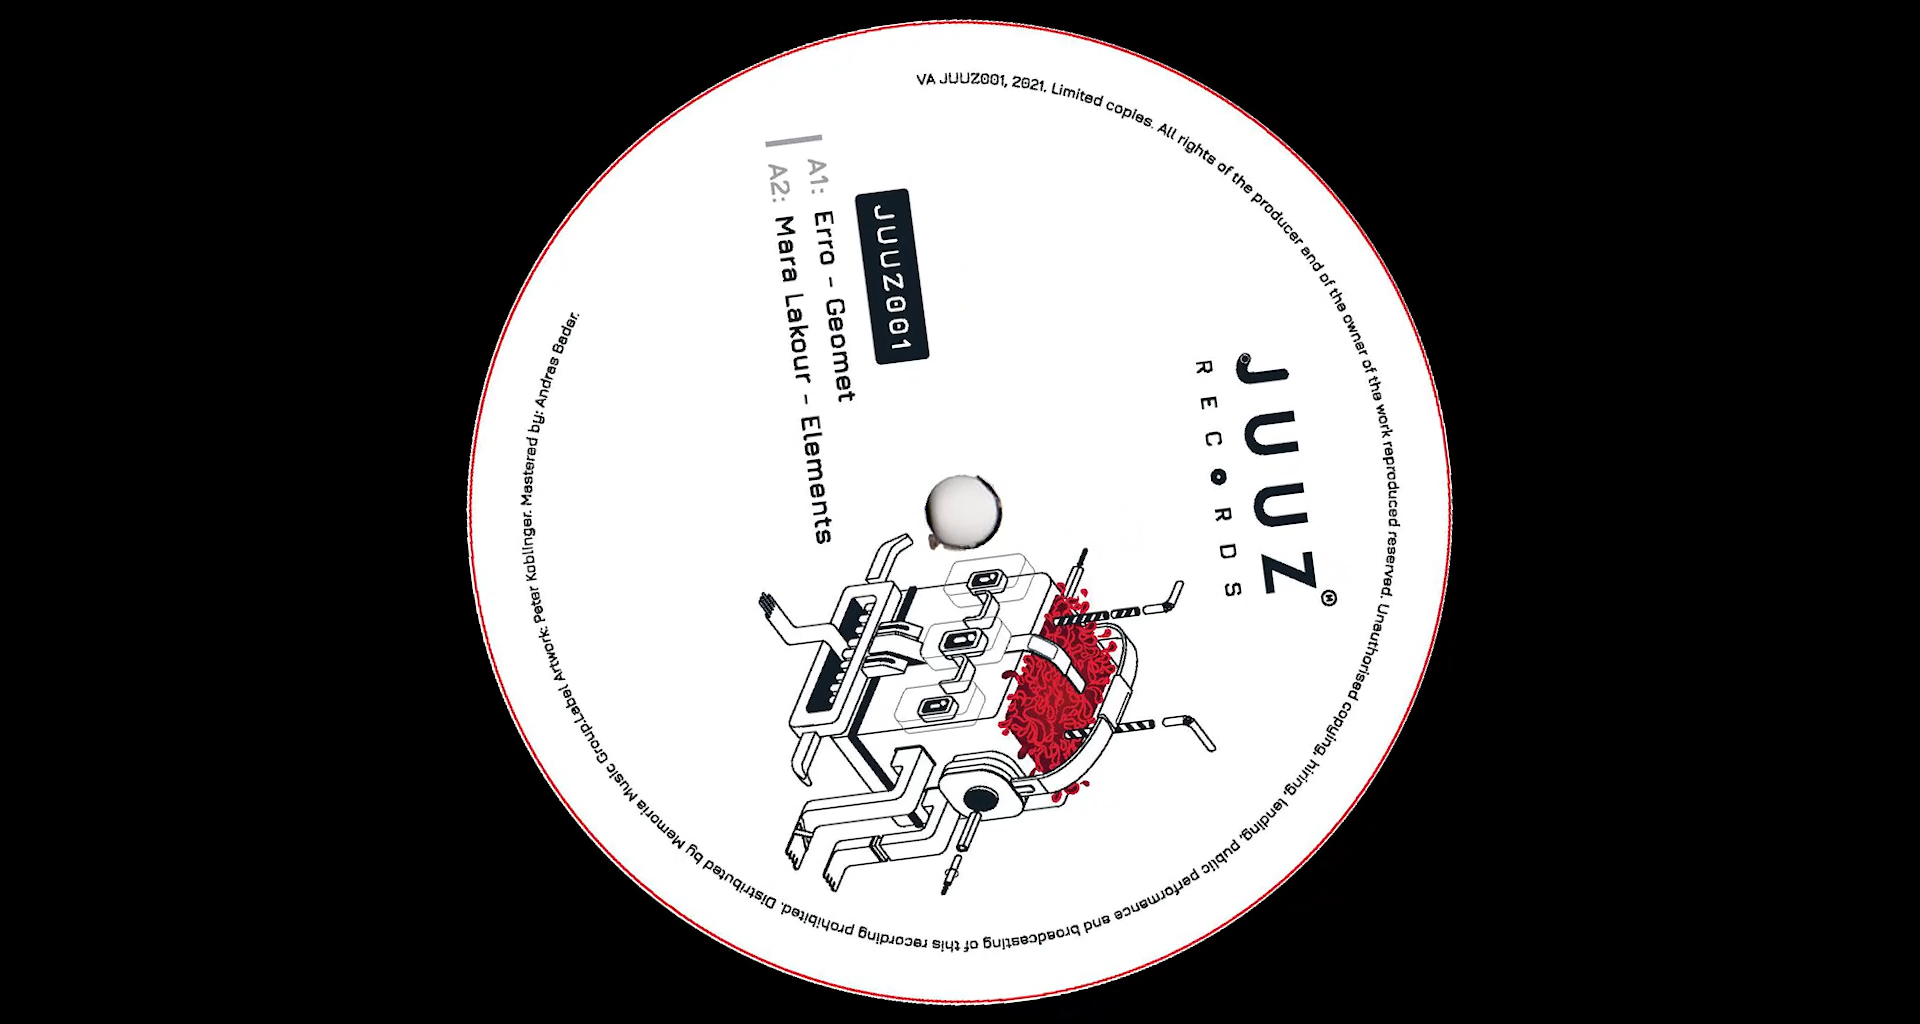 JUUZ
RECORDS
JUUZ001
A1: Erro - Geomet
A2: Mara Lakour - Elements
VA JUUZ001, 2021. Limited copies. All rights of the producer and of the owner of the work reproduced reserved. Unauthorised copying, hiring, lending, public performance and broadcasting of this recording prohibited. Distributed by Memoria Music Group.Label Artwork: Peter Koblinger. Mastered by: Andras Bader.